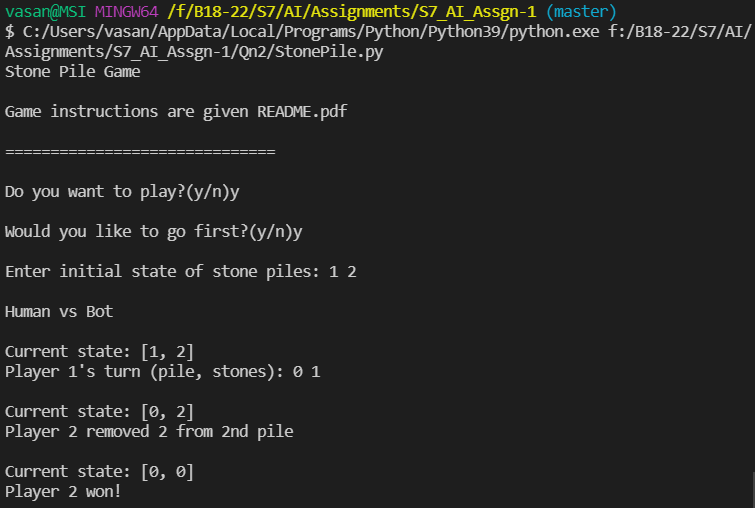 vasan@MSI MINGW64 /f/B18-22/S7/AI/Assignments/S7_AI_Assgn-1 (master)
$ C:/Users/vasan/AppData/Local/Programs/Python/Python39/python.exe f:/B18-22/S7/AI/
Assignments/S7_AI_Assgn-1/Qn2/StonePile.py
Stone Pile Game
Game instructions are given README.pdf
==============================
Do you want to play?(y/n)y
Would you like to go first?(y/n)y
Enter initial state of stone piles: 1 2
Human vs Bot
Current state: [1, 2]
Player 1's turn (pile, stones): 0 1
Current state: [0, 2]
Player 2 removed 2 from 2nd pile
Current state: [0, 0]
Player 2 won!